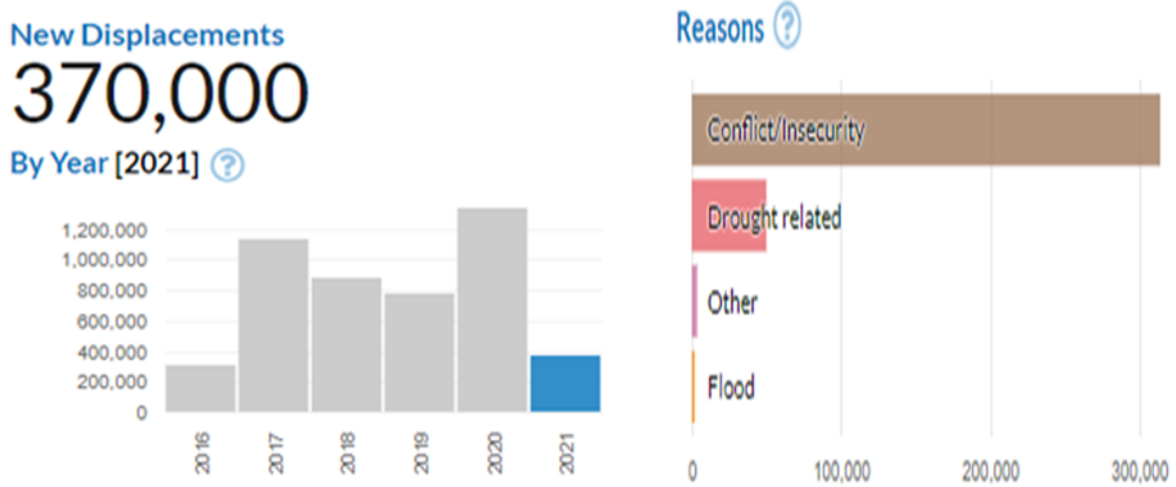 New Displacements
370,000
By Year [2021] ?
1,200,000
1,000,000
800,000
600,000
400,000
200,000
0
2016
2017
2018
2019
2020
2021
Reasons ?
Conflict/Insecurity
Drought related
Other
Flood
0 100,000 200,000 300,000